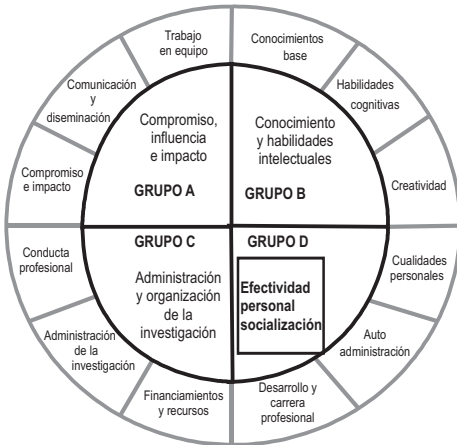 Trabajo
en equipo
Conocimientos
base
Comunicación
y
diseminación
Habilidades
cognitivas
Compromiso,
influencia
e impacto
Conocimiento
y habilidades
intelectuales
Compromiso
e impacto
GRUPO A
GRUPO B
Creatividad
Conducta
profesional
GRUPO C
GRUPO D
Cualidades
personales
Administración
y organización
de la
investigación
Efectividad
personal
socialización
Administración
de la
investigación
Auto
administración
Financiamientos
y recursos
Desarrollo y
carrera
profesional